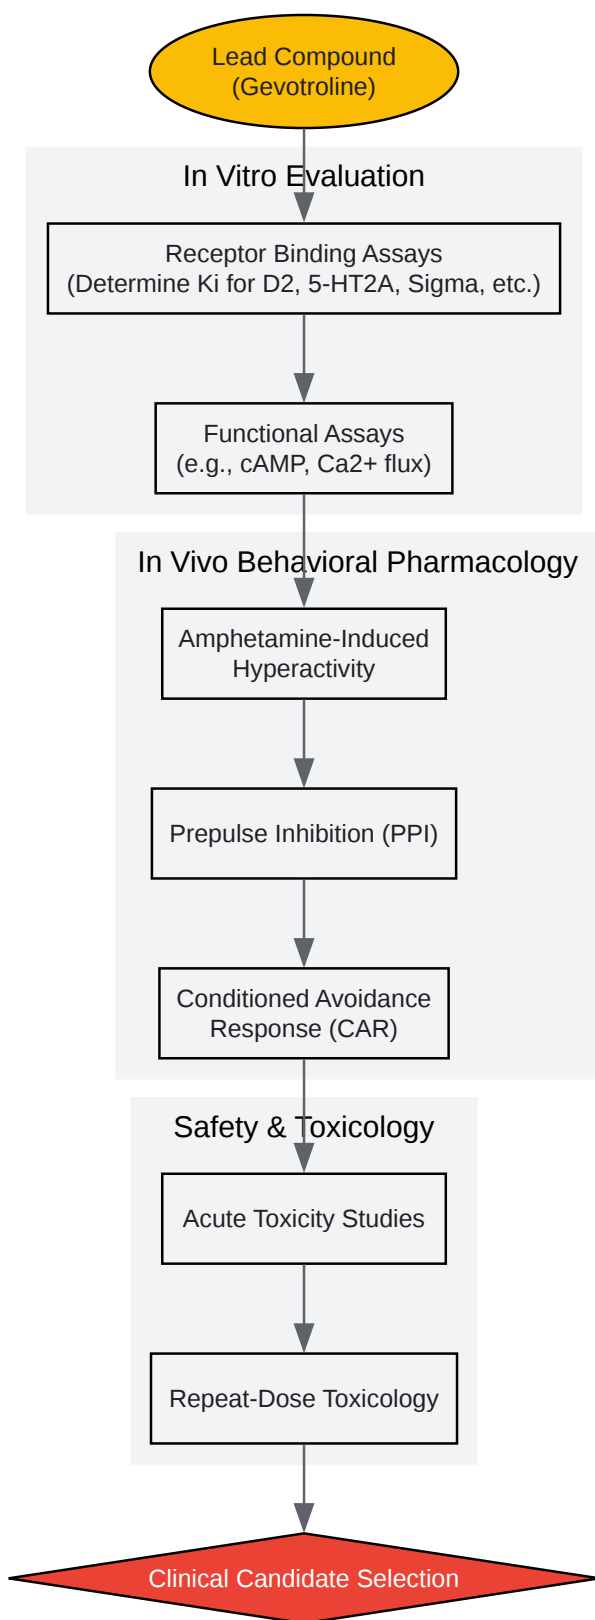 Lead Compound
(Gevotroline)
In Vitro Evaluation
Receptor Binding Assays
(Determine Ki for D2, 5-HT2A, Sigma, etc.)
Functional Assays
(e.g., cAMP, Ca2+ flux)
In Vivo Behavioral Pharmacology
Amphetamine-Induced
Hyperactivity
Prepulse Inhibition (PPI)
Conditioned Avoidance
Response (CAR)
Safety & Toxicology
Acute Toxicity Studies
Repeat-Dose Toxicology
Clinical Candidate Selection